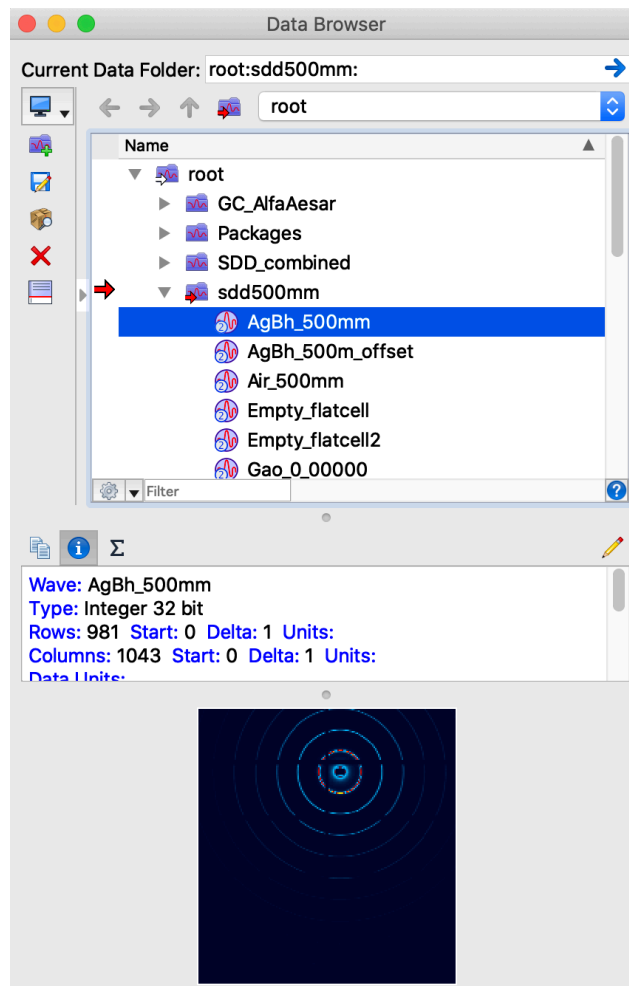 Data Browser
Current Data Folder: root:sdd500mm:
root
Name
root
GC_AlfaAesar
Packages
SDD_combined
sdd500mm
AgBh_500mm
AgBh_500m_offset
Air_500mm
Empty_flatcell
Empty_flatcell2
Gao_0_00000
Filter
Wave: AgBh_500mm
Type: Integer 32 bit
Rows: 981 Start: 0 Delta: 1 Units:
Columns: 1043 Start: 0 Delta: 1 Units:
Data Units: